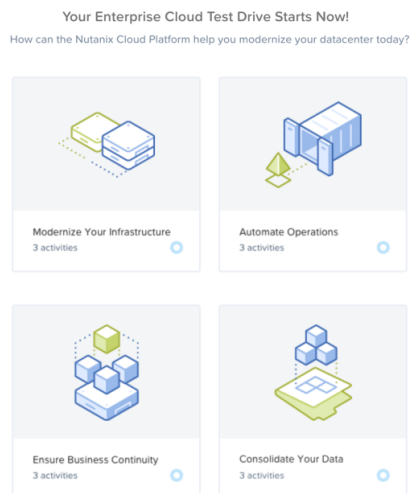 Your Enterprise Cloud Test Drive Starts Now!
How can the Nutanix Cloud Platform help you modernize your datacenter today?
Modernize Your Infrastructure
3 activities
Automate Operations
3 activities
Ensure Business Continuity
3 activities
Consolidate Your Data
3 activities